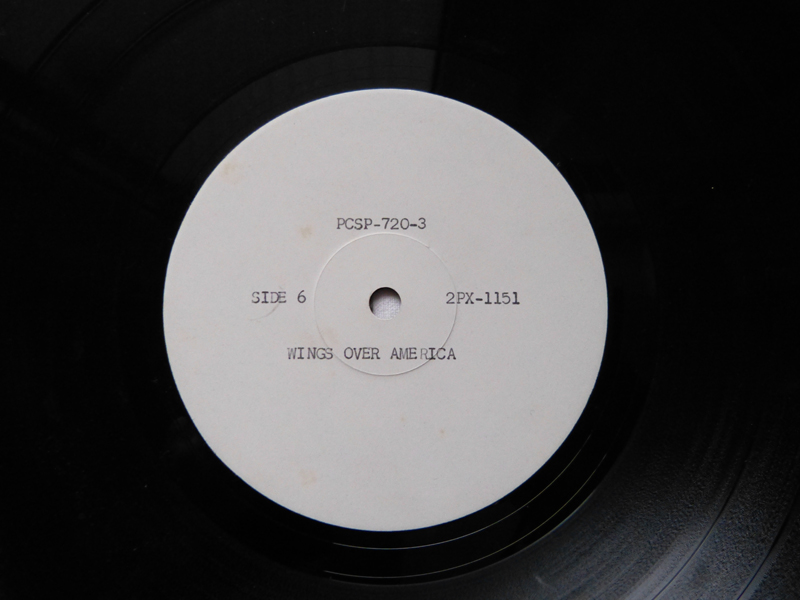 PCSP-720-3
SIDE 6 2PX-1151
WINGS OVER AMERICA